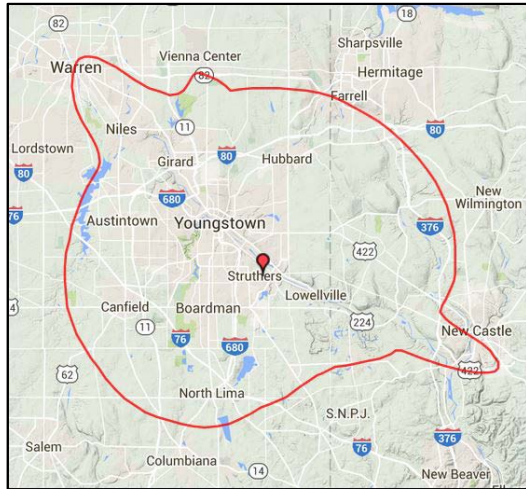 82
18
Vienna Center
Sharpsville
Warren
82
Hermitage
Farrell
Niles
11
80
Lordstown
Girard
80
Hubbard
80
680
New
Wilmington
76
Austintown
Youngstown
376
422
Struthers
Lowellville
Canfield
Boardman
224
11
New Castle
76
680
62
422
North Lima
S.N.P.J.
376
Salem
76
Columbiana
14
New Beaver